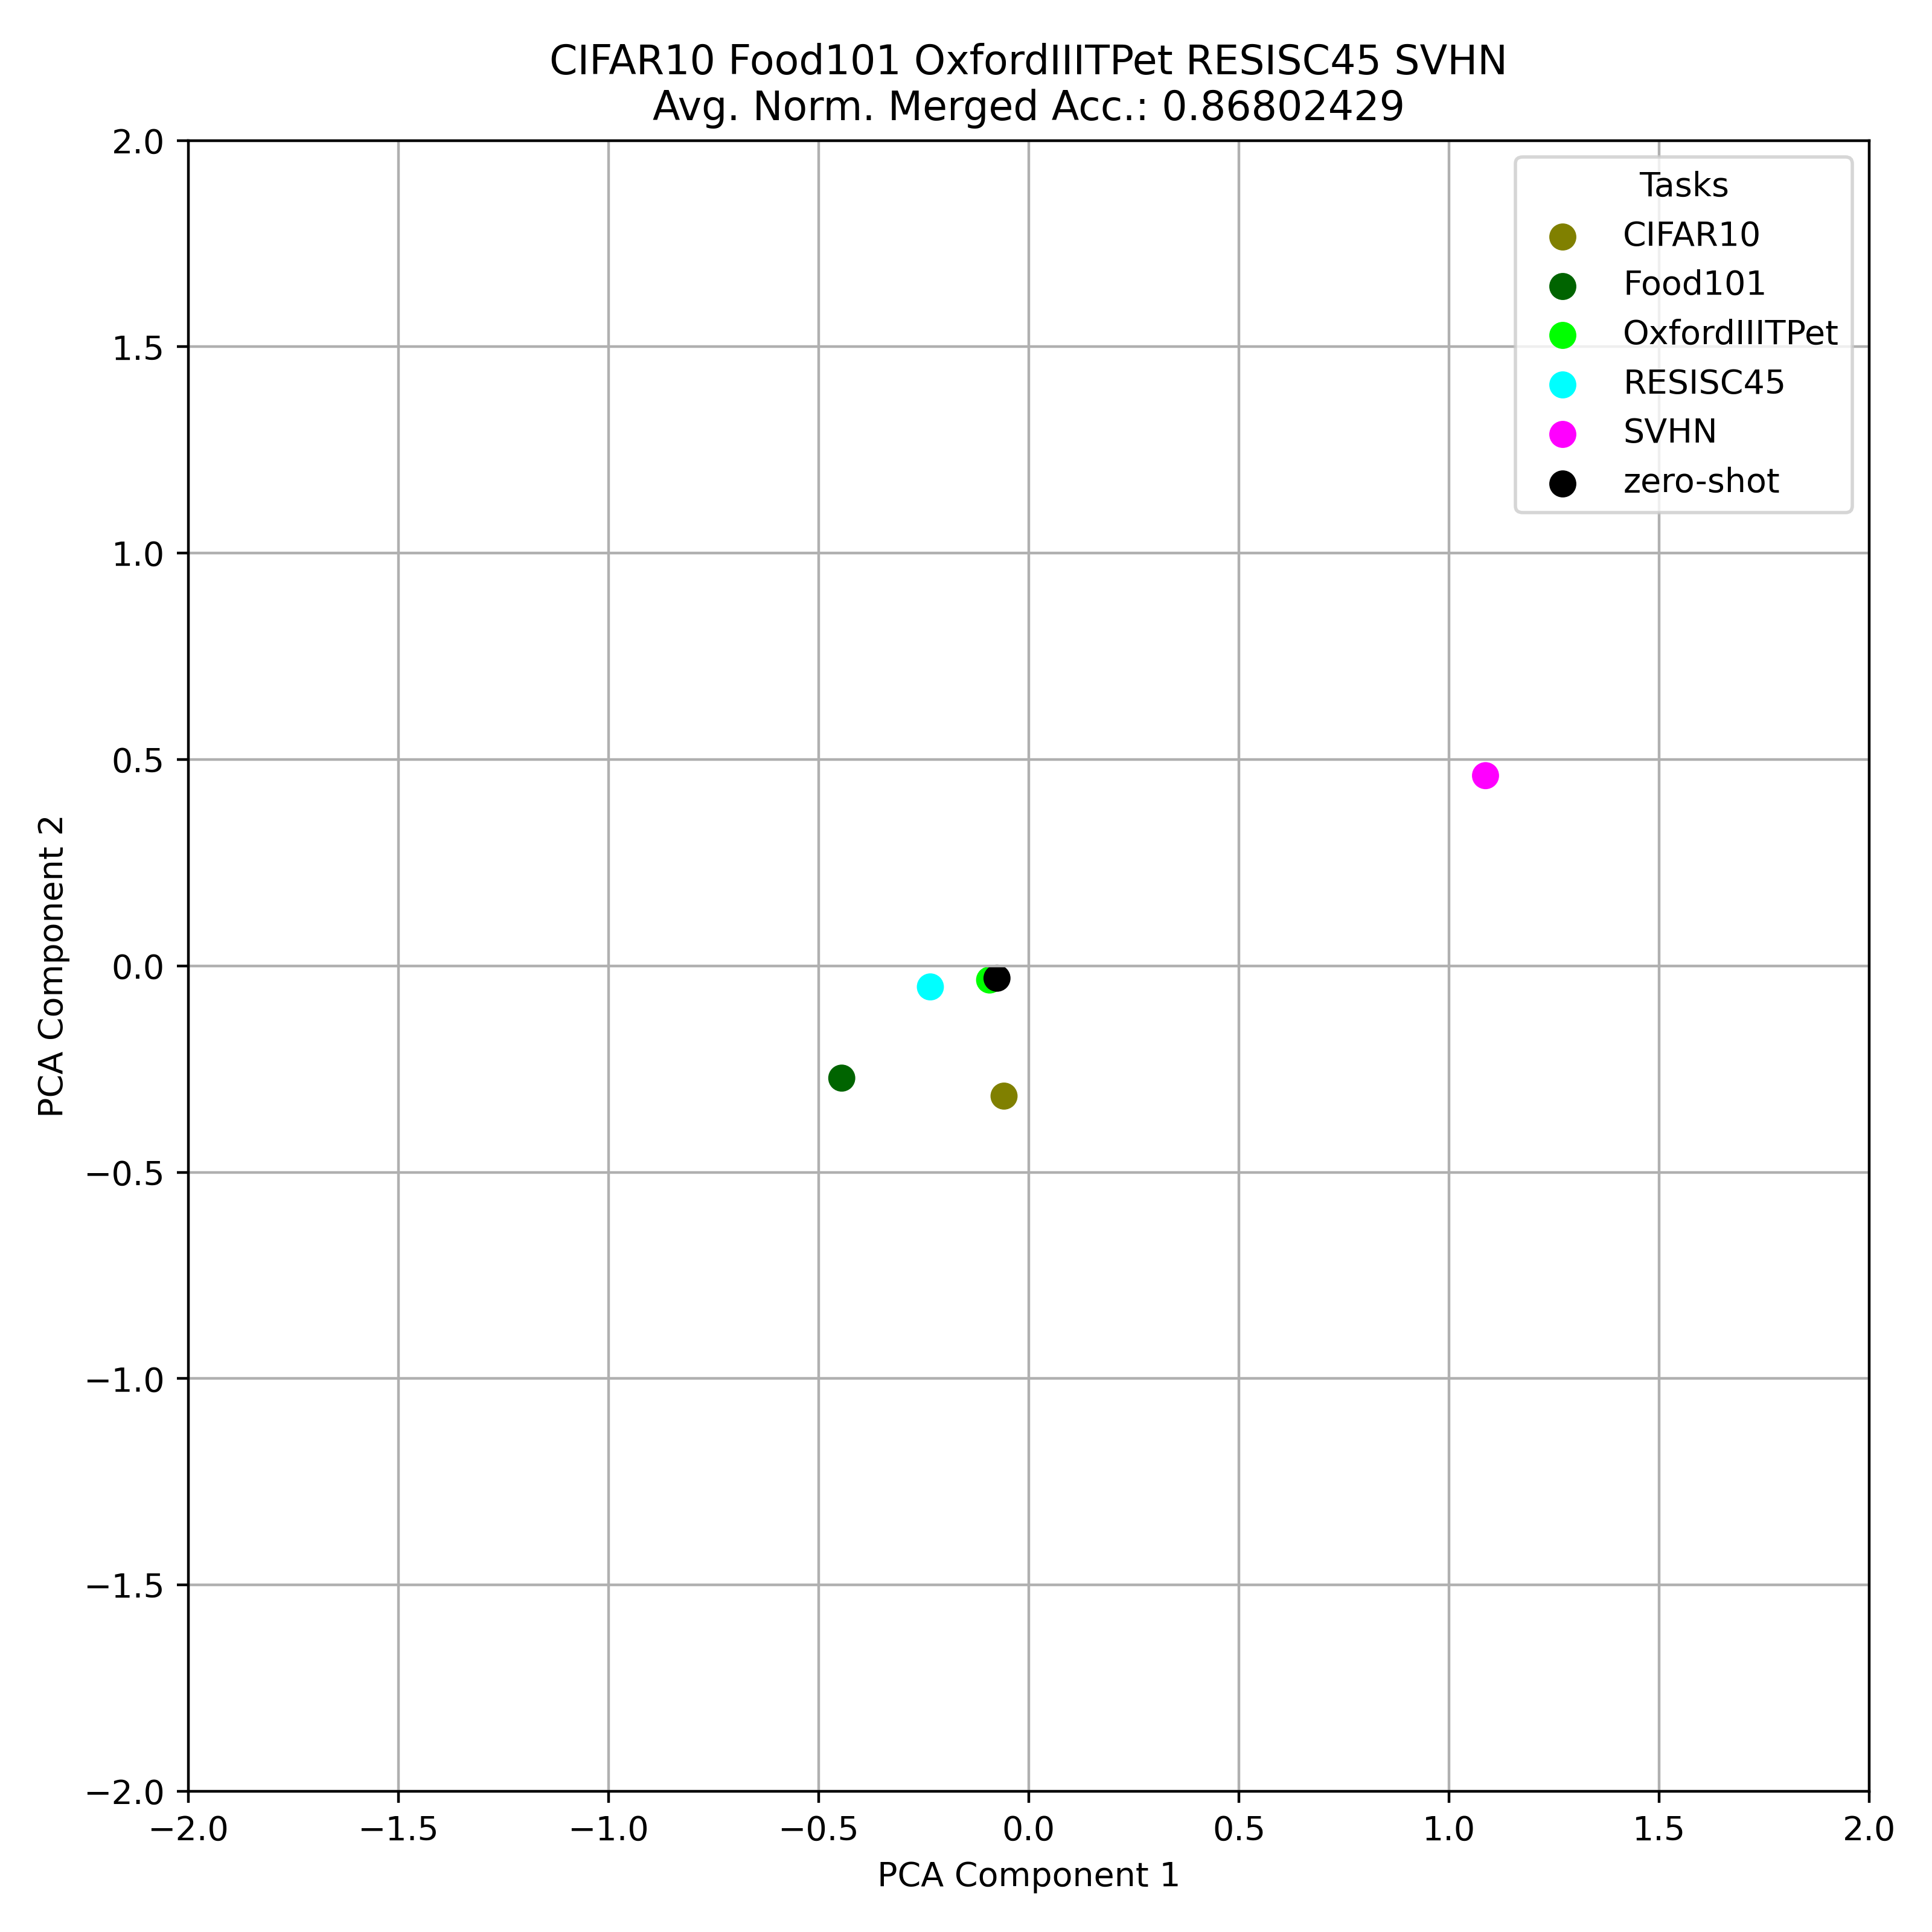 CIFAR10 Food101 OxfordIIITPet RESISC45 SVHN
Avg. Norm. Merged Acc.: 0.86802429
Tasks
CIFAR10
Food101
OxfordIIITPet
RESISC45
SVHN
zero-shot
2.0
1.5
1.0
0.5
0.0
−0.5
−1.0
−1.5
−2.0
PCA Component 2
−2.0 −1.5 −1.0 −0.5 0.0 0.5 1.0 1.5 2.0
PCA Component 1